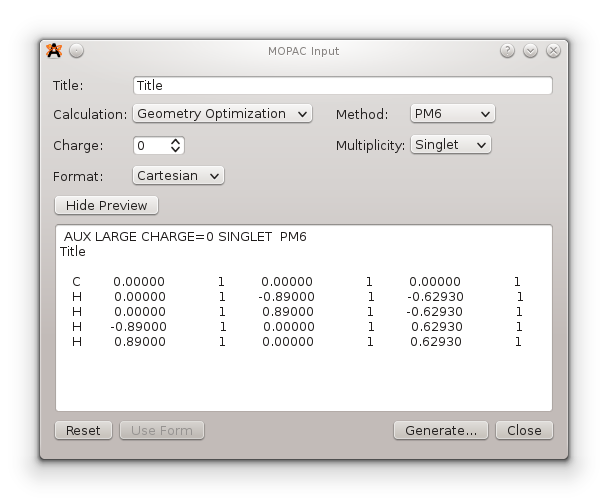 MOPAC Input
Title: Title
Calculation: Geometry Optimization Method: PM6
Charge: 0 Multiplicity: Singlet
Format: Cartesian
Hide Preview
AUX LARGE CHARGE=0 SINGLET PM6
Title
C 0.00000 1 0.00000 1 0.00000 1
H 0.00000 1 -0.89000 1 -0.62930 1
H 0.00000 1 0.89000 1 -0.62930 1
H -0.89000 1 0.00000 1 0.62930 1
H 0.89000 1 0.00000 1 0.62930 1
Reset Use Form Generate... Close